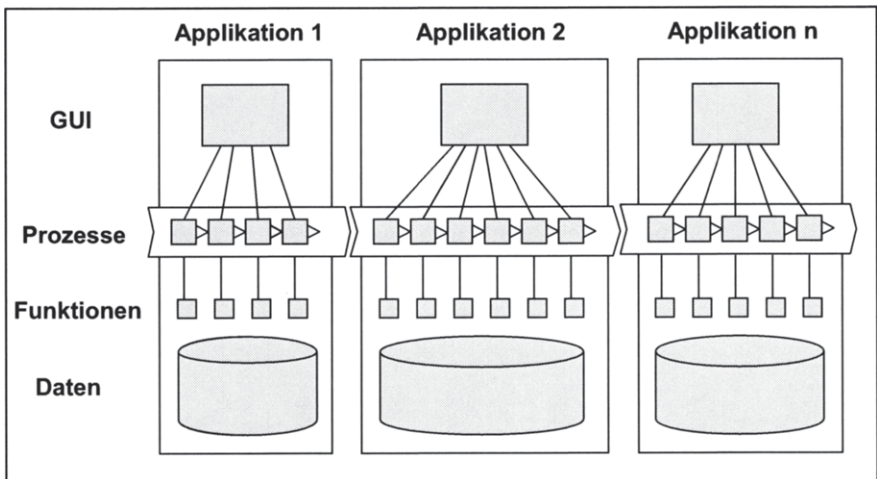 Applikation 1 Applikation 2 Applikation n
GUI
Prozesse
Funktionen
Daten